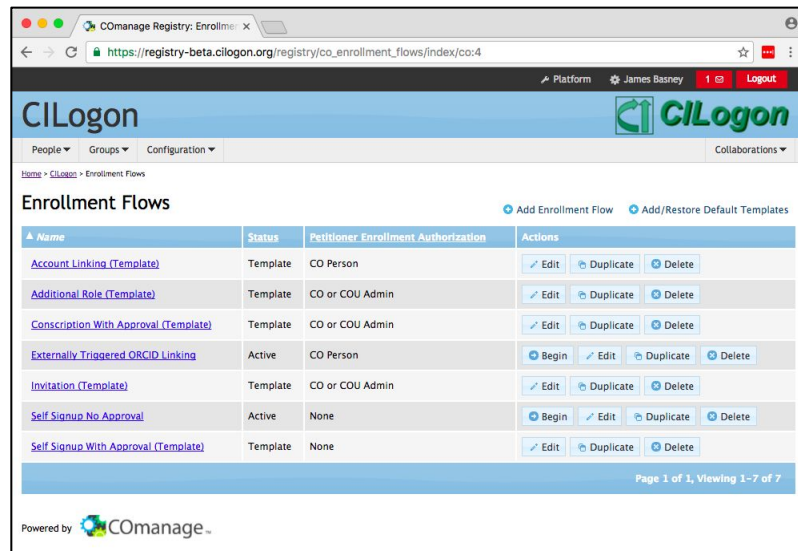 COmanage Registry: Enrollme
https://registry-beta.cilogon.org/registry/co_enrollment_flows/index/co:4
Platform James Basney 1 Logout
CILogon CILogon
People Groups Configuration Collaborations
Home > CILogon > Enrollment Flows
Enrollment Flows Add Enrollment Flow Add/Restore Default Templates
Name Status Petitioner Enrollment Authorization Actions
Account Linking (Template) Template CO Person Edit Duplicate Delete
Additional Role (Template) Template CO or COU Admin Edit Duplicate Delete
Conscription With Approval (Template) Template CO or COU Admin Edit Duplicate Delete
Externally Triggered ORCID Linking Active CO Person Begin Edit Duplicate Delete
Invitation (Template) Template CO or COU Admin Edit Duplicate Delete
Self Signup No Approval Active None Begin Edit Duplicate Delete
Self Signup With Approval (Template) Template None Edit Duplicate Delete
Page 1 of 1, Viewing 1-7 of 7
Powered by COmanage